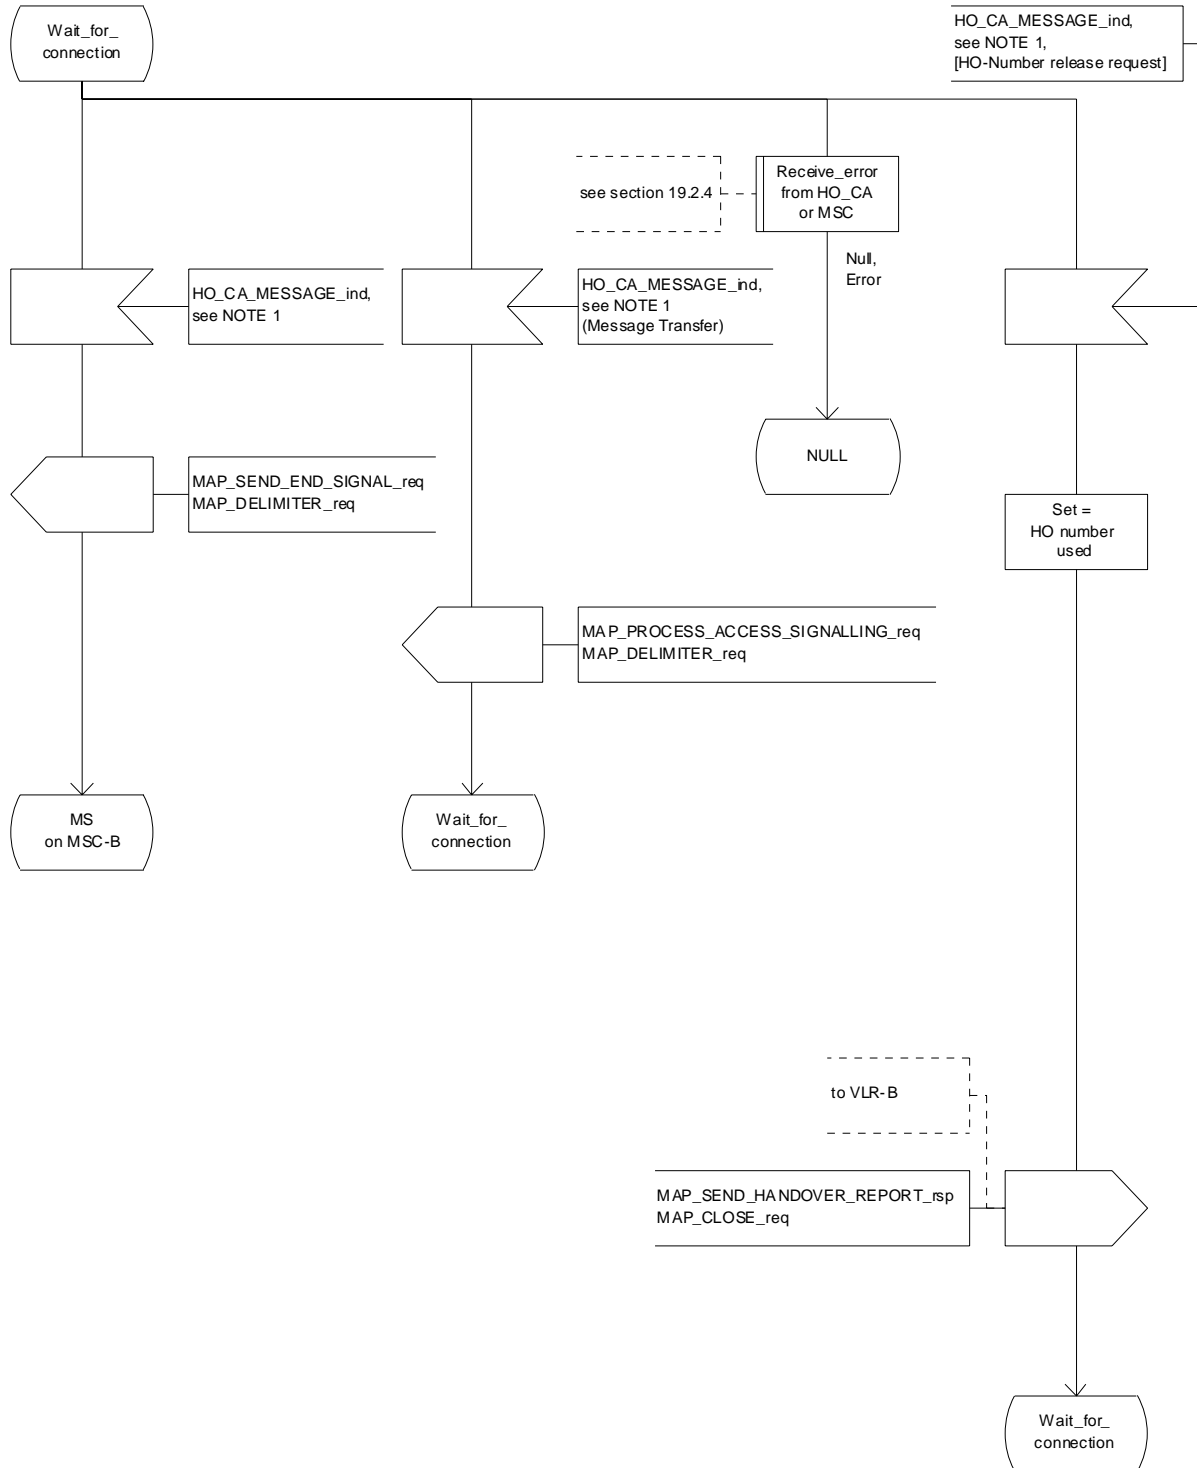 Wait_for_
connection
HO_CA_MESSAGE_ind,
see NOTE 1,
[HO-Number release request]
see section 19.2.4
Receive_error
from HO_CA
or MSC
Null,
Error
HO_CA_MESSAGE_ind,
see NOTE 1
HO_CA_MESSAGE_ind,
see NOTE 1
(Message Transfer)
NULL
MAP_SEND_END_SIGNAL_req
MAP_DELIMITER_req
Set =
HO number
used
MAP_PROCESS_ACCESS_SIGNALLING_req
MAP_DELIMITER_req
MS
on MSC-B
Wait_for_
connection
to VLR-B
MAP_SEND_HANDOVER_REPORT_rsp
MAP_CLOSE_req
Wait_for_
connection